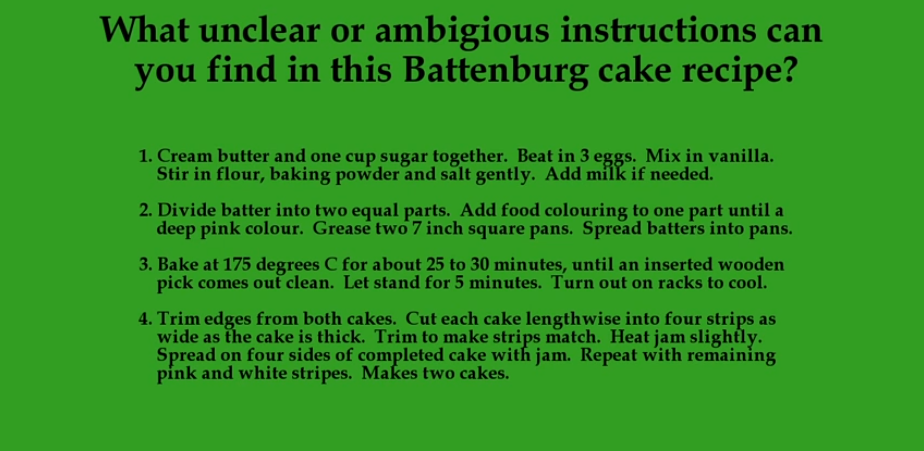 What unclear or ambigious instructions can
you find in this Battenburg cake recipe?
1. Cream butter and one cup sugar together. Beat in 3 eggs. Mix in vanilla.
Stir in flour, baking powder and salt gently. Add milk if needed.
2. Divide batter into two equal parts. Add food colouring to one part until a
deep pink colour. Grease two 7 inch square pans. Spread batters into pans.
3. Bake at 175 degrees C for about 25 to 30 minutes, until an inserted wooden
pick comes out clean. Let stand for 5 minutes. Turn out on racks to cool.
4. Trim edges from both cakes. Cut each cake lengthwise into four strips as
wide as the cake is thick. Trim to make strips match. Heat jam slightly.
Spread on four sides of completed cake with jam. Repeat with remaining
pink and white stripes. Makes two cakes.